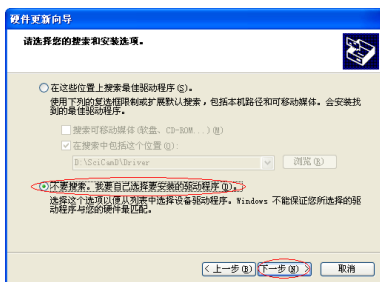 硬件更新向导
请选择您的搜索和安装选项。
在这些位置上搜索最佳驱动程序(S)。
使用下列的复选框限制或扩展默认搜索，包括本机路径和可移动媒体。会安装找
到的最佳驱动程序。
搜索可移动媒体(软盘、CD-ROM...)(M)
在搜索中包括这个位置(O):
D:\SciCamD\Driver
浏览(R)
不要搜索。我要自己选择要安装的驱动程序(D)。
选择这个选项以便从列表中选择设备驱动程序。Windows 不能保证您所选择的驱
动程序与您的硬件最匹配。
<上一步(B) 下一步(N)> 取消